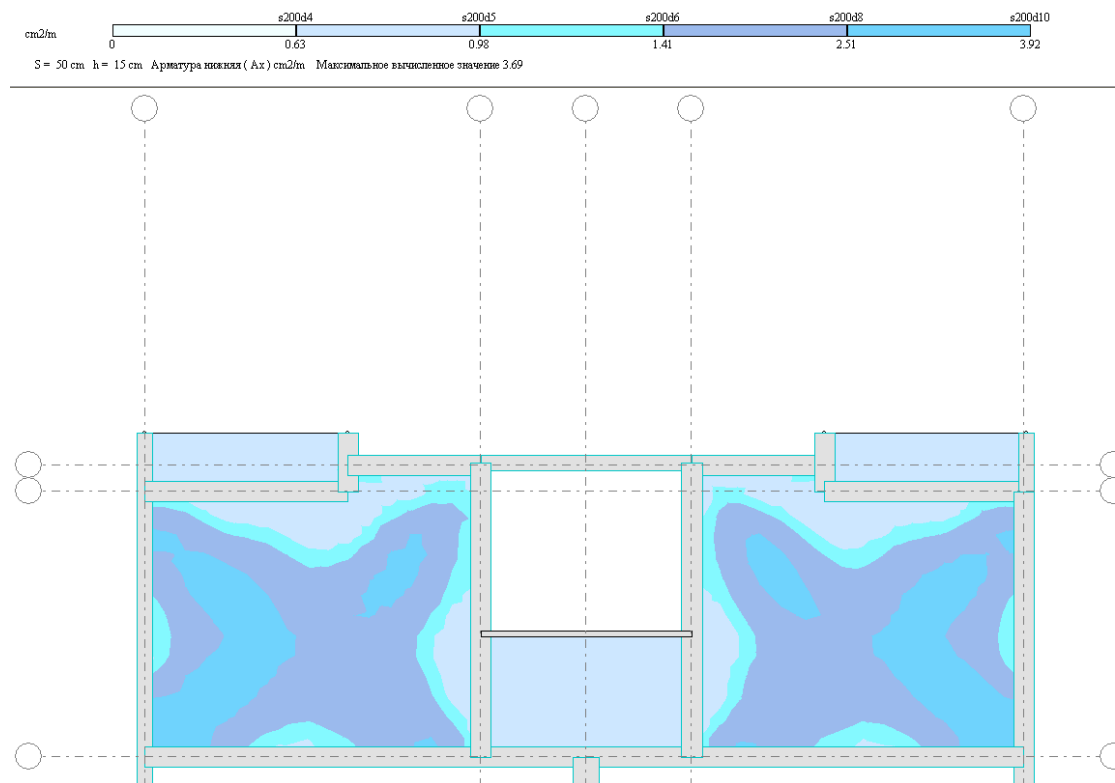 s200d4 s200d5 s200d6 s200d8 s200d10
cm2/m
0 0.63 0.98 1.41 2.51 3.92
S = 50 cm h = 15 cm Арматура нижняя ( Ax ) cm2/m Максимальное вычисленное значение 3.69